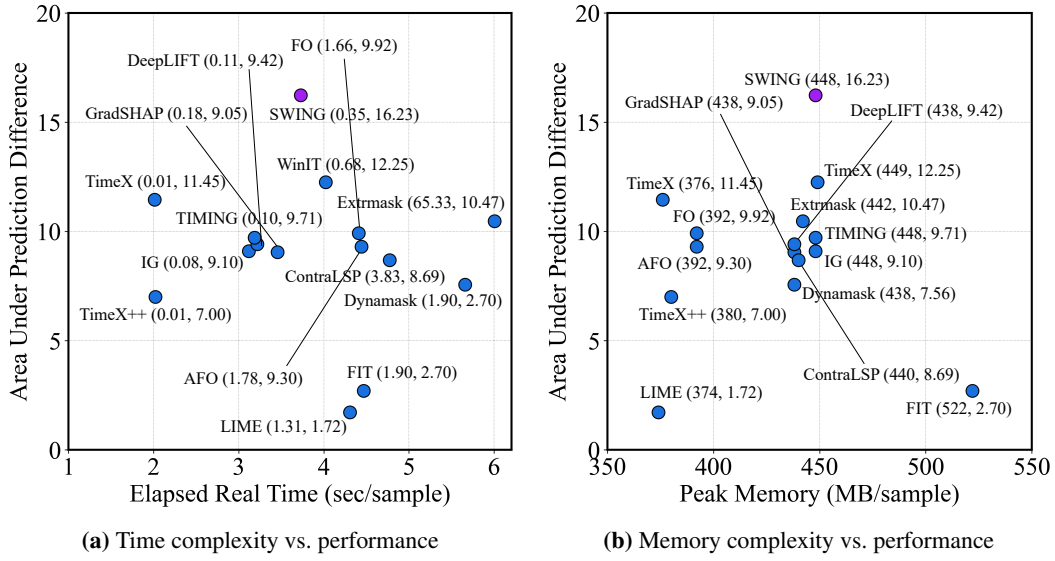 20
15
10
5
0
1
2
3
4
5
6
Area Under Prediction Difference
Elapsed Real Time (sec/sample)
FO (1.66, 9.92)
DeepLIFT (0.11, 9.42)
GradSHAP (0.18, 9.05)
SWING (0.35, 16.23)
WinIT (0.68, 12.25)
TimeX (0.01, 11.45)
Extrmask (65.33, 10.47)
TIMING (0.10, 9.71)
IG (0.08, 9.10)
ContraLSP (3.83, 8.69)
Dynamask (1.90, 2.70)
TimeX++ (0.01, 7.00)
AFO (1.78, 9.30)
FIT (1.90, 2.70)
LIME (1.31, 1.72)
(a) Time complexity vs. performance
20
15
10
5
0
350
400
450
500
550
Area Under Prediction Difference
Peak Memory (MB/sample)
SWING (448, 16.23)
GradSHAP (438, 9.05)
DeepLIFT (438, 9.42)
TimeX (449, 12.25)
TimeX (376, 11.45)
Extrmask (442, 10.47)
FO (392, 9.92)
TIMING (448, 9.71)
AFO (392, 9.30)
IG (448, 9.10)
Dynamask (438, 7.56)
TimeX++ (380, 7.00)
ContraLSP (440, 8.69)
LIME (374, 1.72)
FIT (522, 2.70)
(b) Memory complexity vs. performance